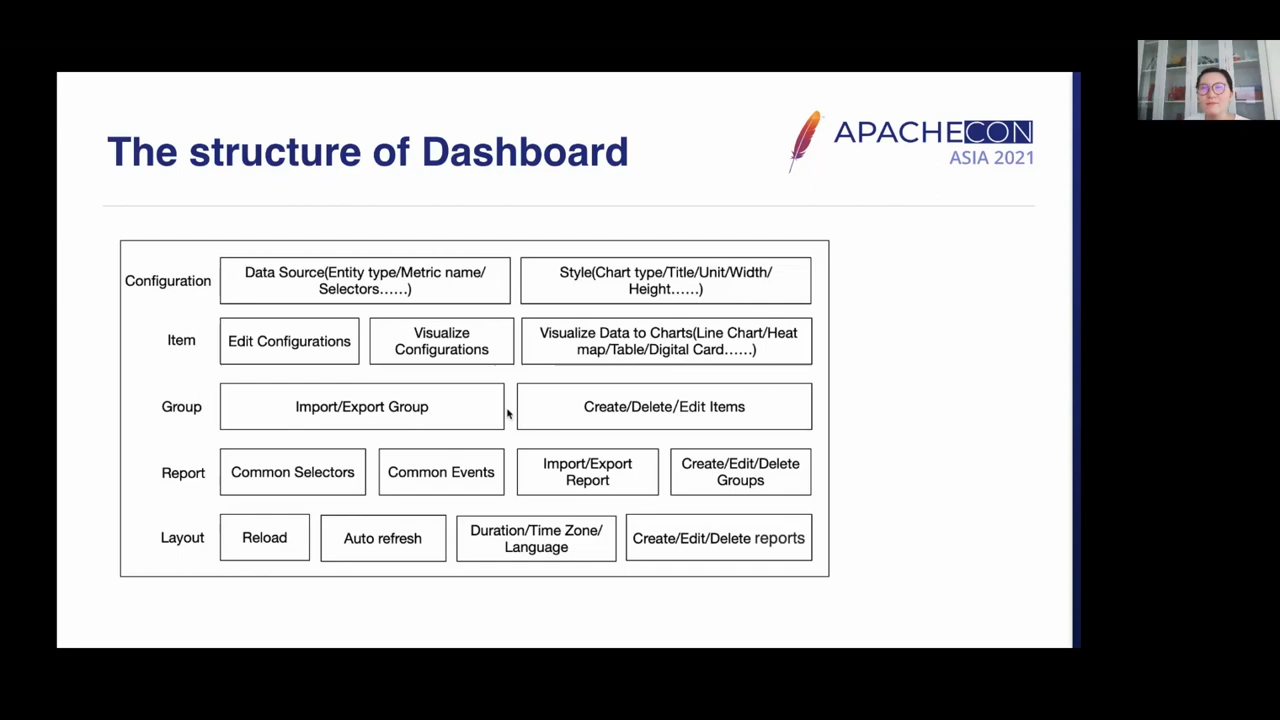 The structure of Dashboard
APACHECON
ASIA 2021
Configuration
Data Source(Entity type/Metric name/
Selectors……)
Style(Chart type/Title/Unit/Width/
Height……)
Item
Edit Configurations
Visualize
Configurations
Visualize Data to Charts(Line Chart/Heat
map/Table/Digital Card……)
Group
Import/Export Group
Create/Delete/Edit Items
Report
Common Selectors
Common Events
Import/Export
Report
Create/Edit/Delete
Groups
Layout
Reload
Auto refresh
Duration/Time Zone/
Language
Create/Edit/Delete reports